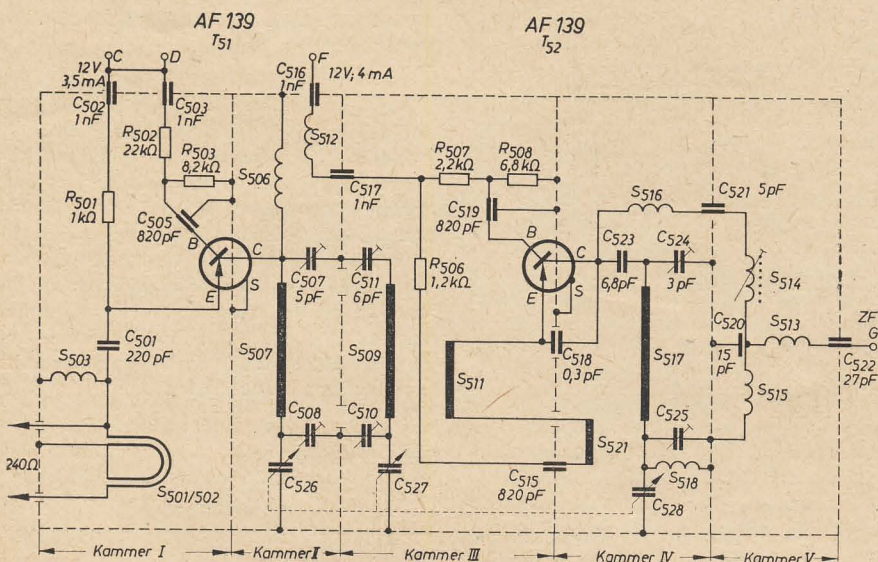 AF 139
T51
AF 139
T52
C
D
F
12V
3,5mA
C502
1nF
C503
1nF
C516
1nF
12V; 4mA
R502
22kΩ
R503
8,2kΩ
S506
S512
R507
2,2kΩ
R508
6,8kΩ
R501
1kΩ
C505
820pF
C517
1nF
C519
820pF
S516
C521 5pF
B
C
E
S
C507
5pF
C511
6pF
R506
1,2kΩ
B
C
E
S
C523
6,8pF
C524
3pF
S514
C501
220 pF
S503
S507
S509
S511
C518
0,3pF
S517
C520
15
pF
S513
ZF
G
C522
27pF
S515
C508
C510
S521
C525
240Ω
S501/502
C526
C527
C515
820pF
S518
C528
Kammer I
Kammer II
Kammer III
Kammer IV
Kammer V